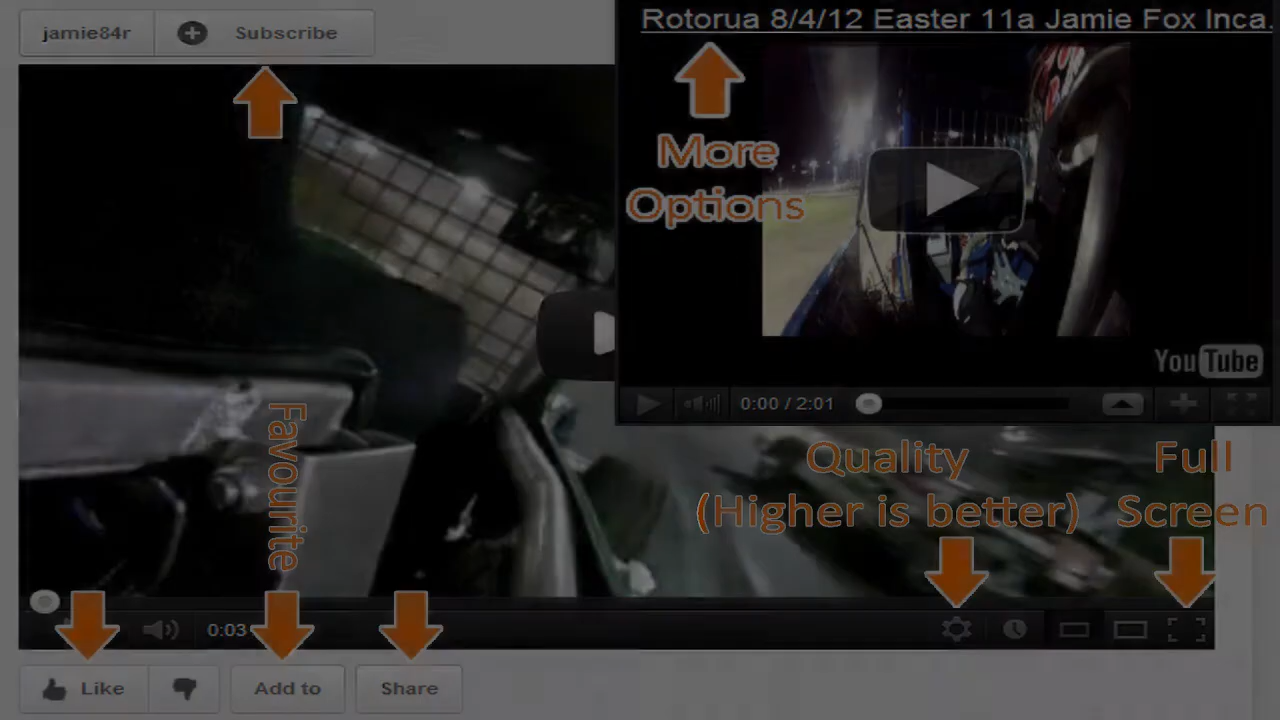 jamie84r
Subscribe
Rotorua 8/4/12 Easter 11a Jamie Fox Inca.
More
Options
YouTube
0:00 / 2:01
Favourite
Quality
(Higher is better)
Full
Screen
0:03
Like
Add to
Share